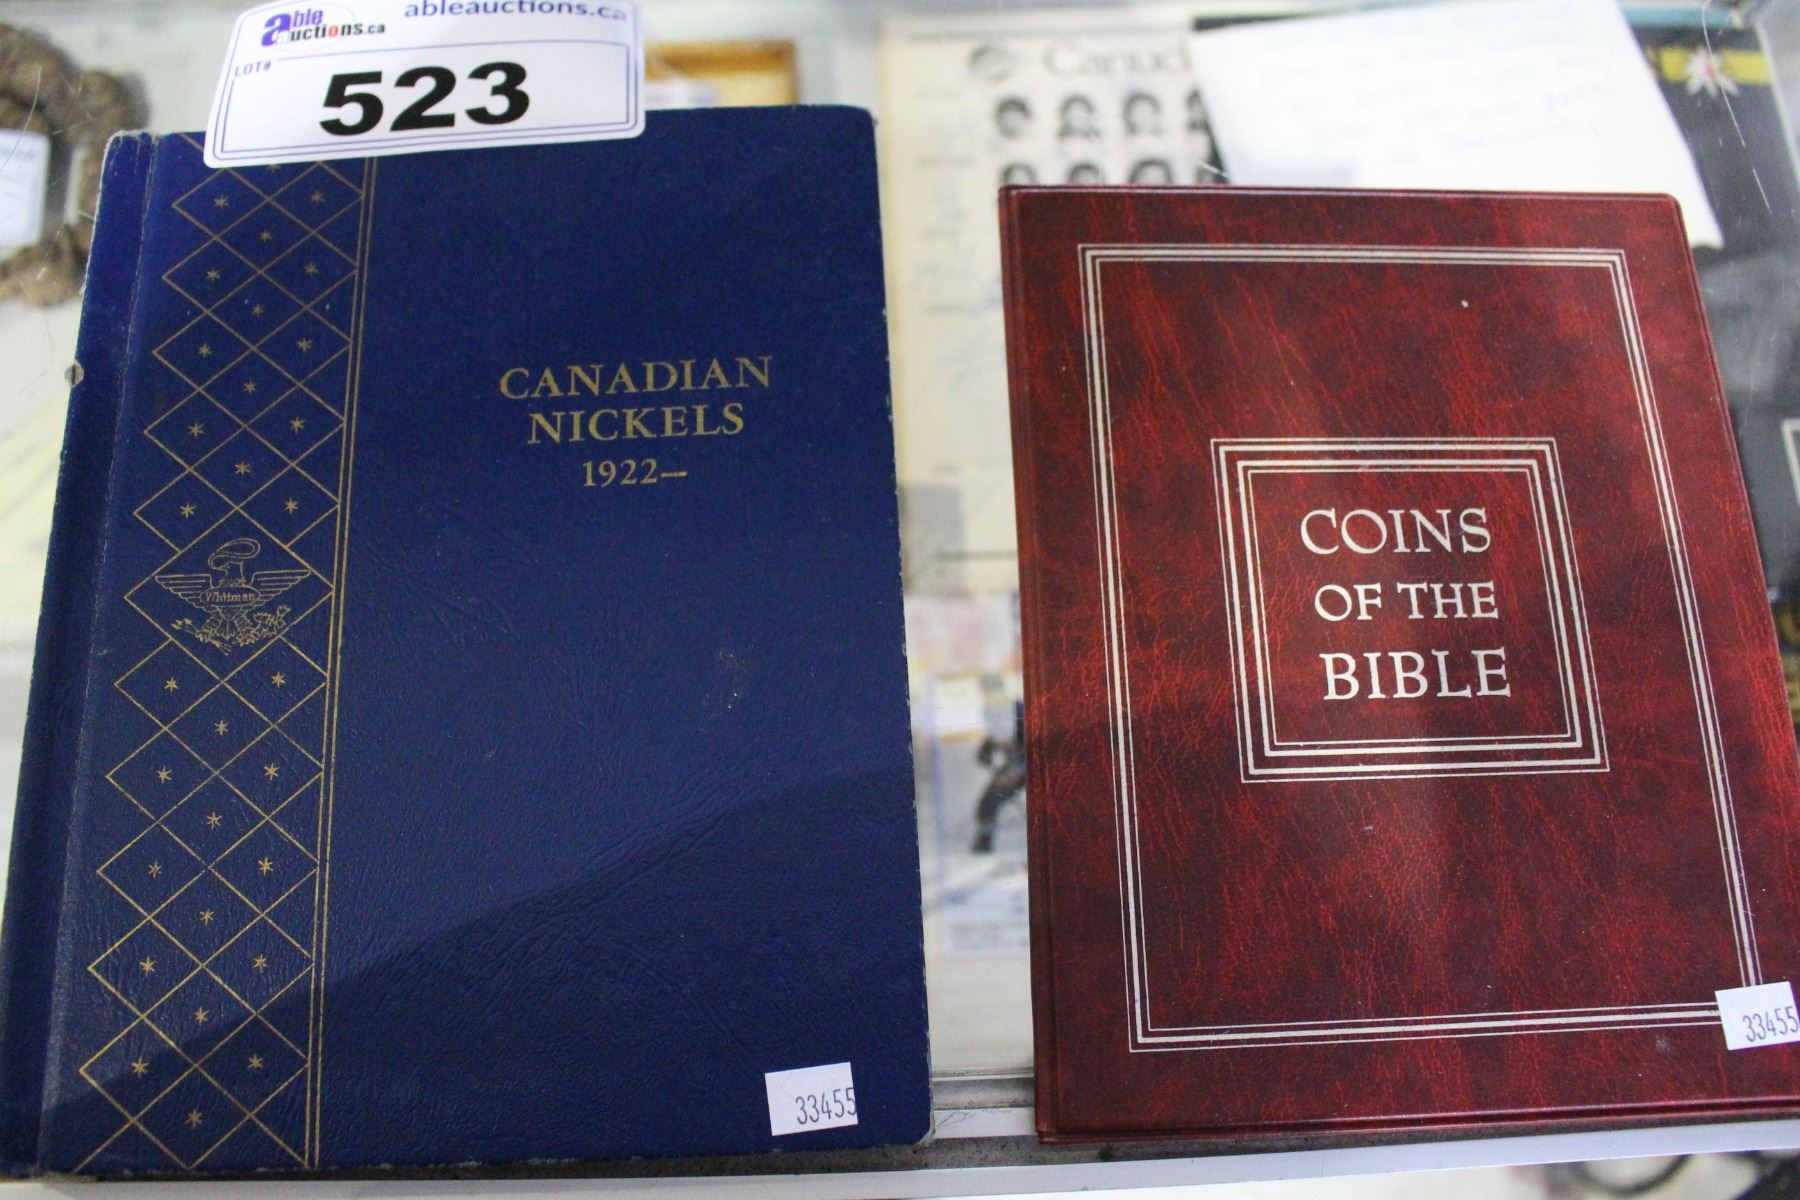 able
auctions.ca
ableauctions.ca
LOT#
523
CANADIAN
NICKELS
1922—
Whitman
33455
COINS
OF THE
BIBLE
33455